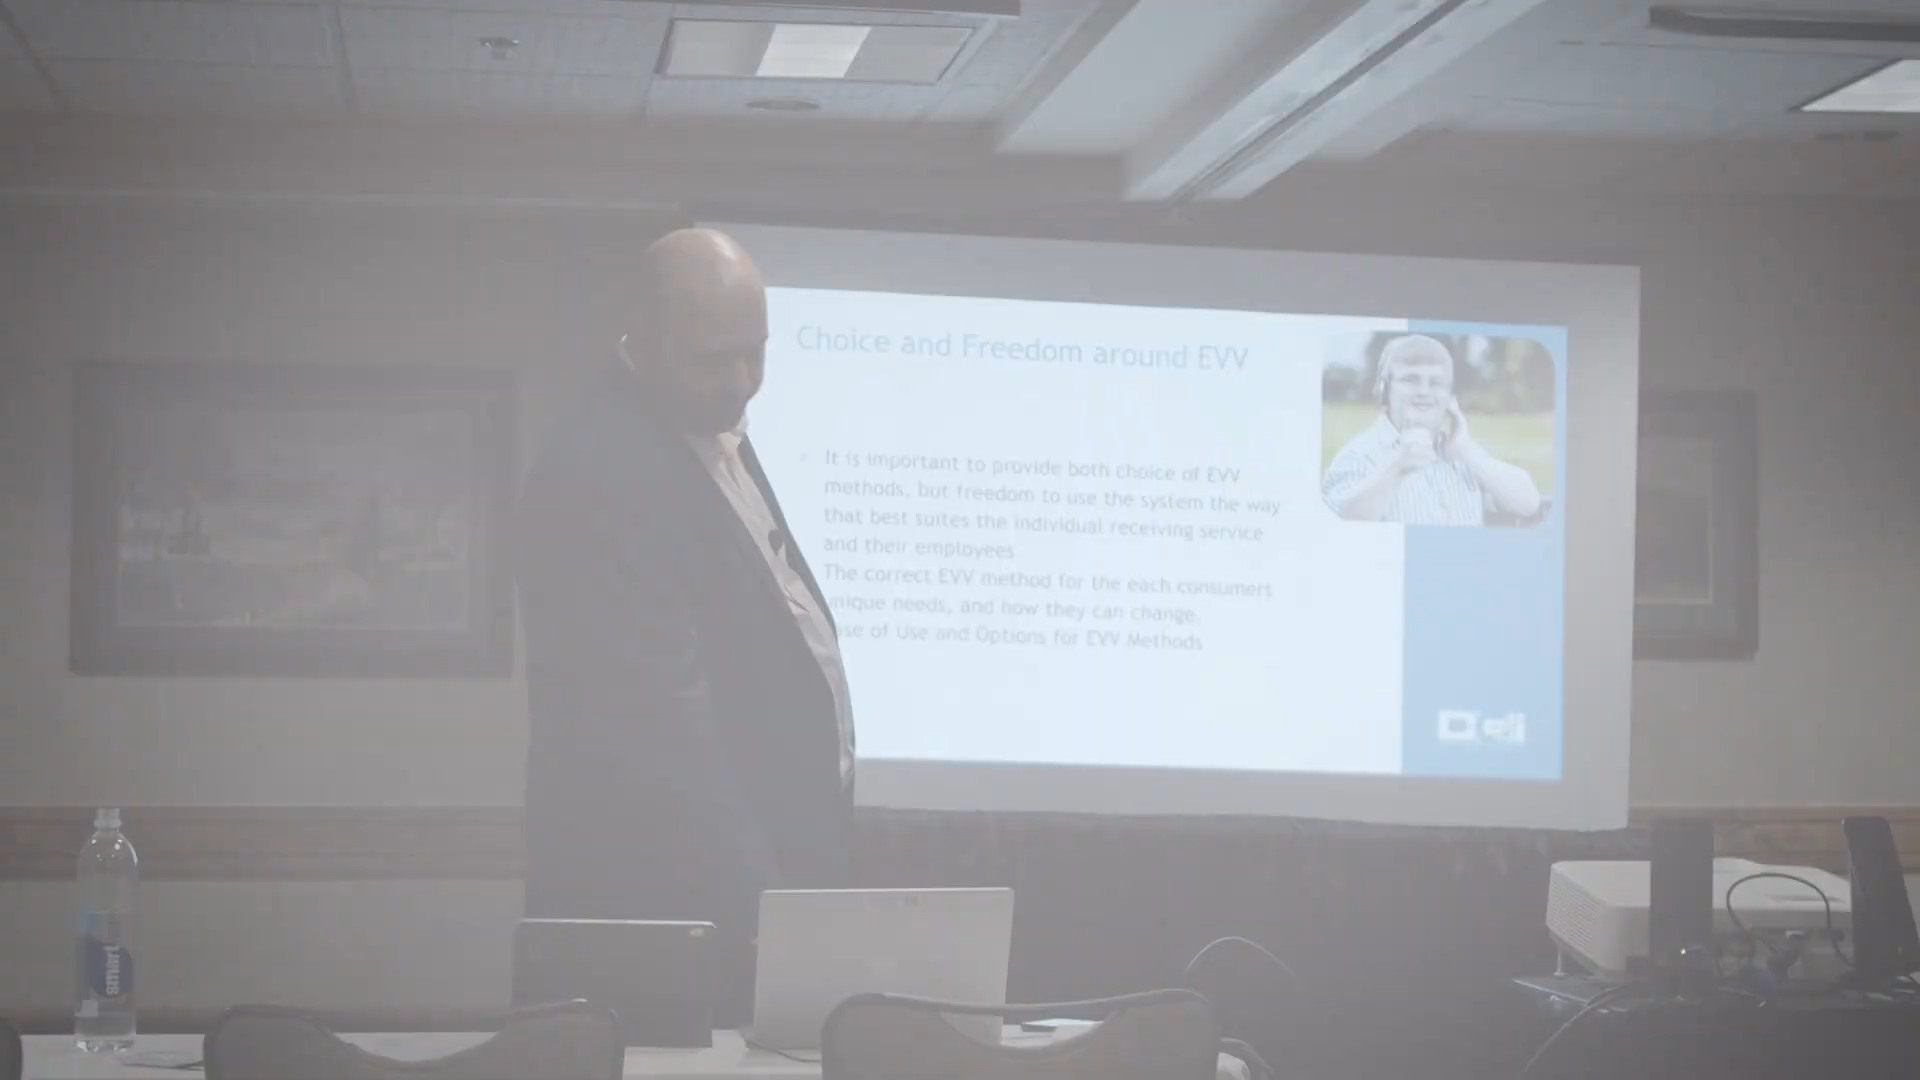 Choice and Freedom around EVV
It is important to provide both choice of EVV
methods, but freedom to use the system the way
that best suites the individual receiving service
and their employees
The correct EVV method for the each consumers
nique needs, and how they can change.
se of Use and Options for EVV Methods
smart